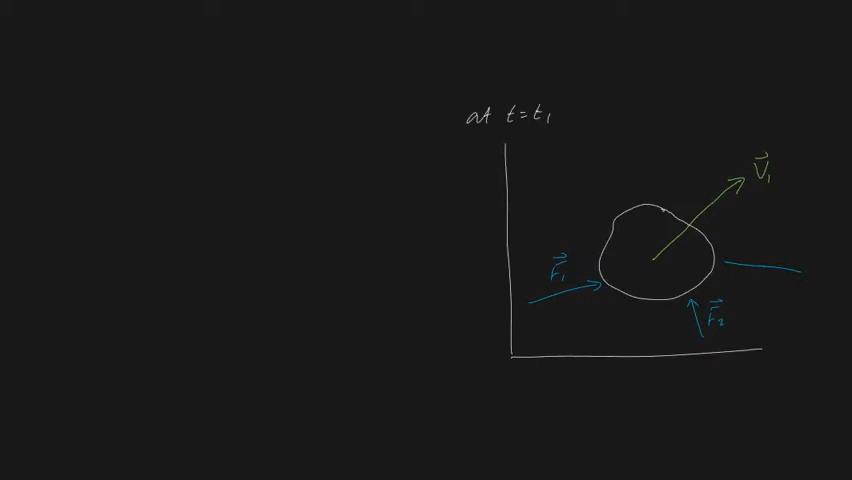 at t=t₁
V⃗₁
F⃗₁
F⃗₂